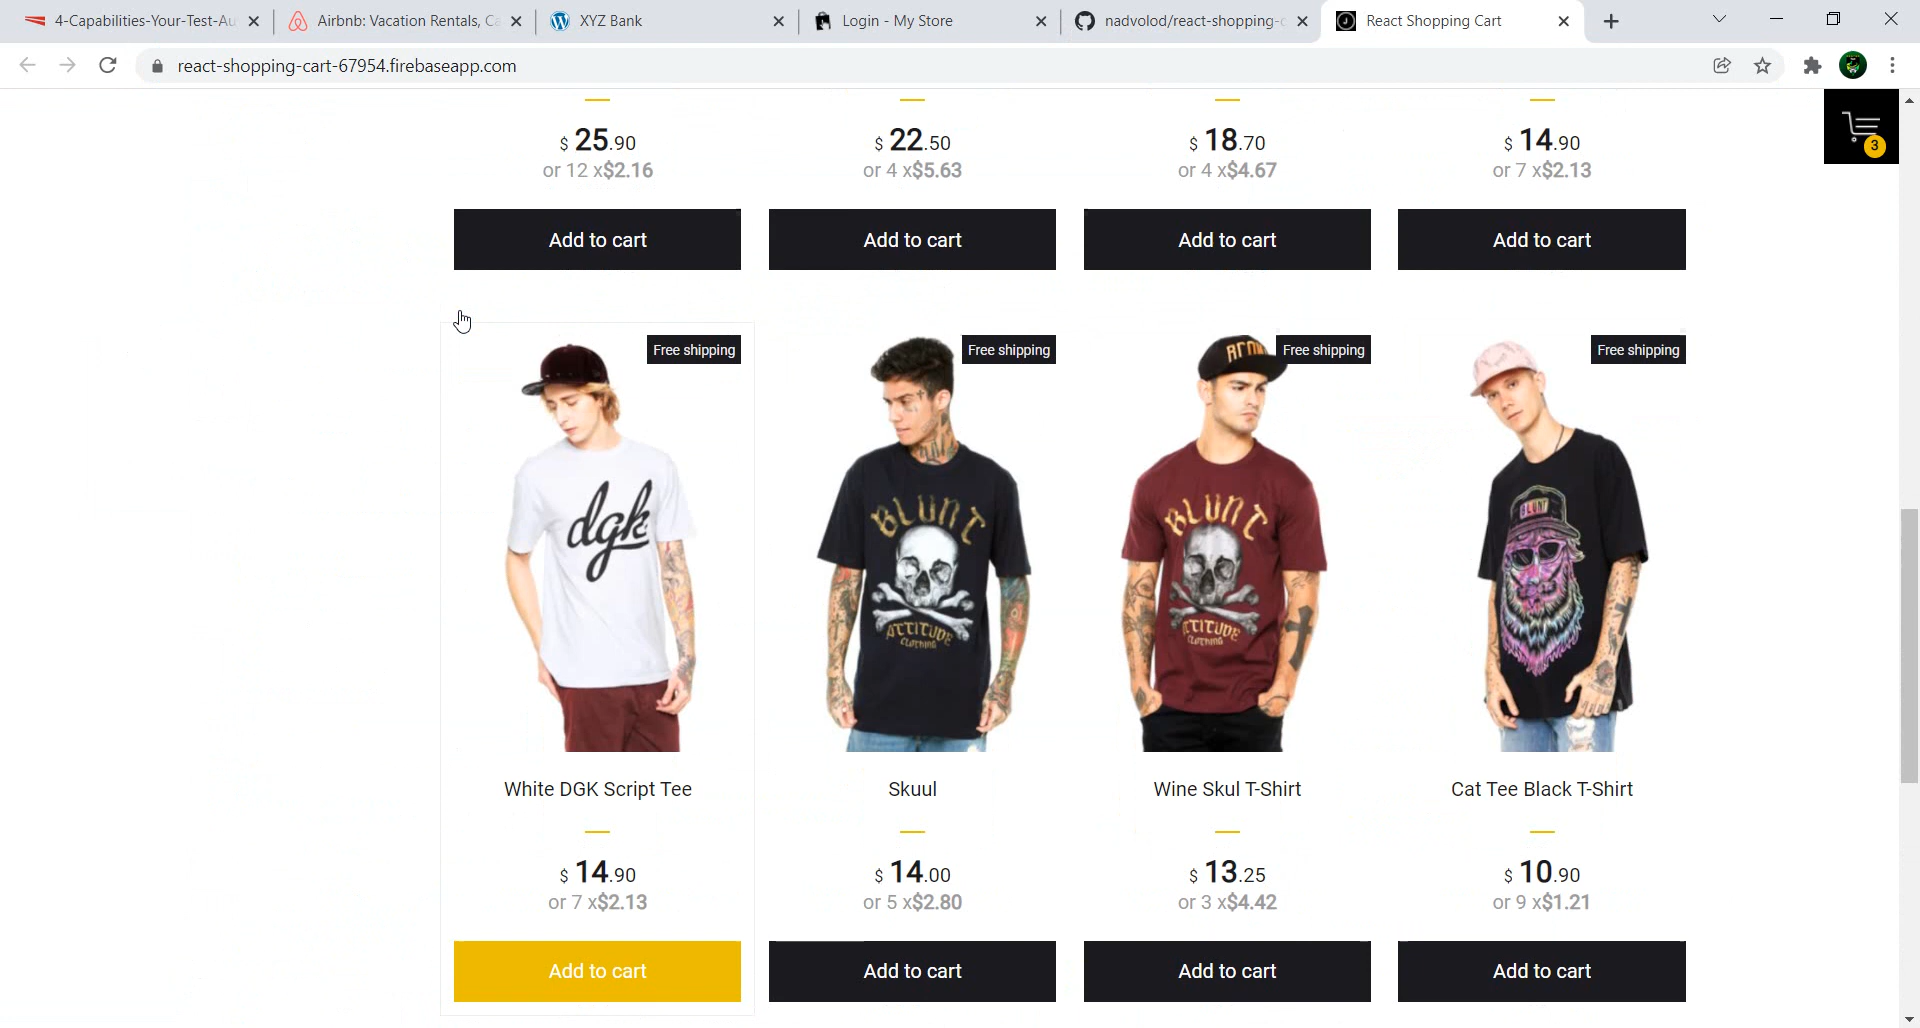 4-Capabilities-Your-Test-Au
Airbnb: Vacation Rentals, Ca
XYZ Bank
Login - My Store
nadvolod/react-shopping-c
React Shopping Cart
react-shopping-cart-67954.firebaseapp.com
3
$ 25.90
$ 22.50
$ 18.70
$ 14.90
or 12 x$2.16
or 4 x$5.63
or 4 x$4.67
or 7 x$2.13
Add to cart
Add to cart
Add to cart
Add to cart
Free shipping
Free shipping
Free shipping
Free shipping
dgk
BLUNT
ATTITUDE
CLOTHING
BLUNT
ATTITUDE
CLOTHING
BLUNT
White DGK Script Tee
Skuul
Wine Skul T-Shirt
Cat Tee Black T-Shirt
$ 14.90
$ 14.00
$ 13.25
$ 10.90
or 7 x$2.13
or 5 x$2.80
or 3 x$4.42
or 9 x$1.21
Add to cart
Add to cart
Add to cart
Add to cart